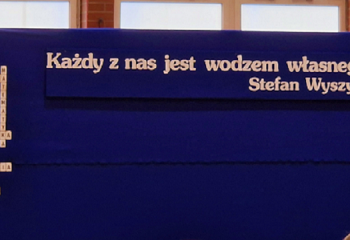 Każdy z nas jest wodzem własneg
Stefan Wyszy